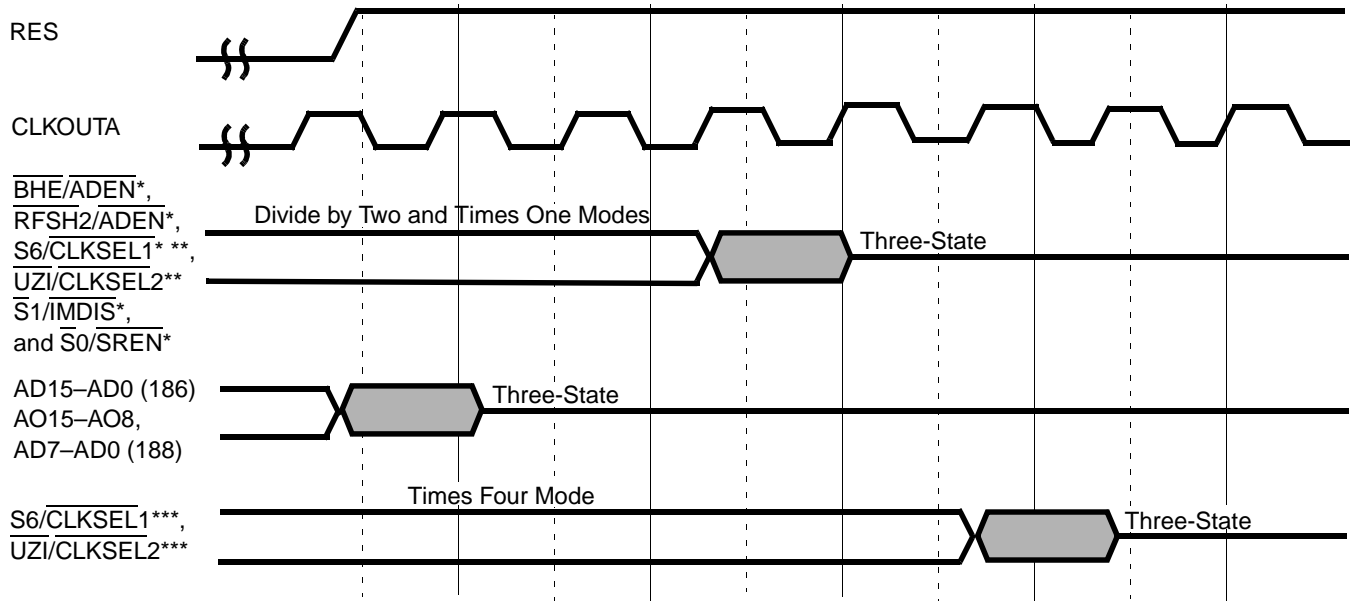 RES
CLKOUTA
BHE/ADEN*,
RFSH2/ADEN*,
S6/CLKSEL1* **,
UZI/CLKSEL2**
S1/IMDIS*,
and S0/SREN*
Divide by Two and Times One Modes
Three-State
AD15–AD0 (186)
AO15–AO8,
AD7–AD0 (188)
Three-State
Times Four Mode
S6/CLKSEL1***,
UZI/CLKSEL2***
Three-State